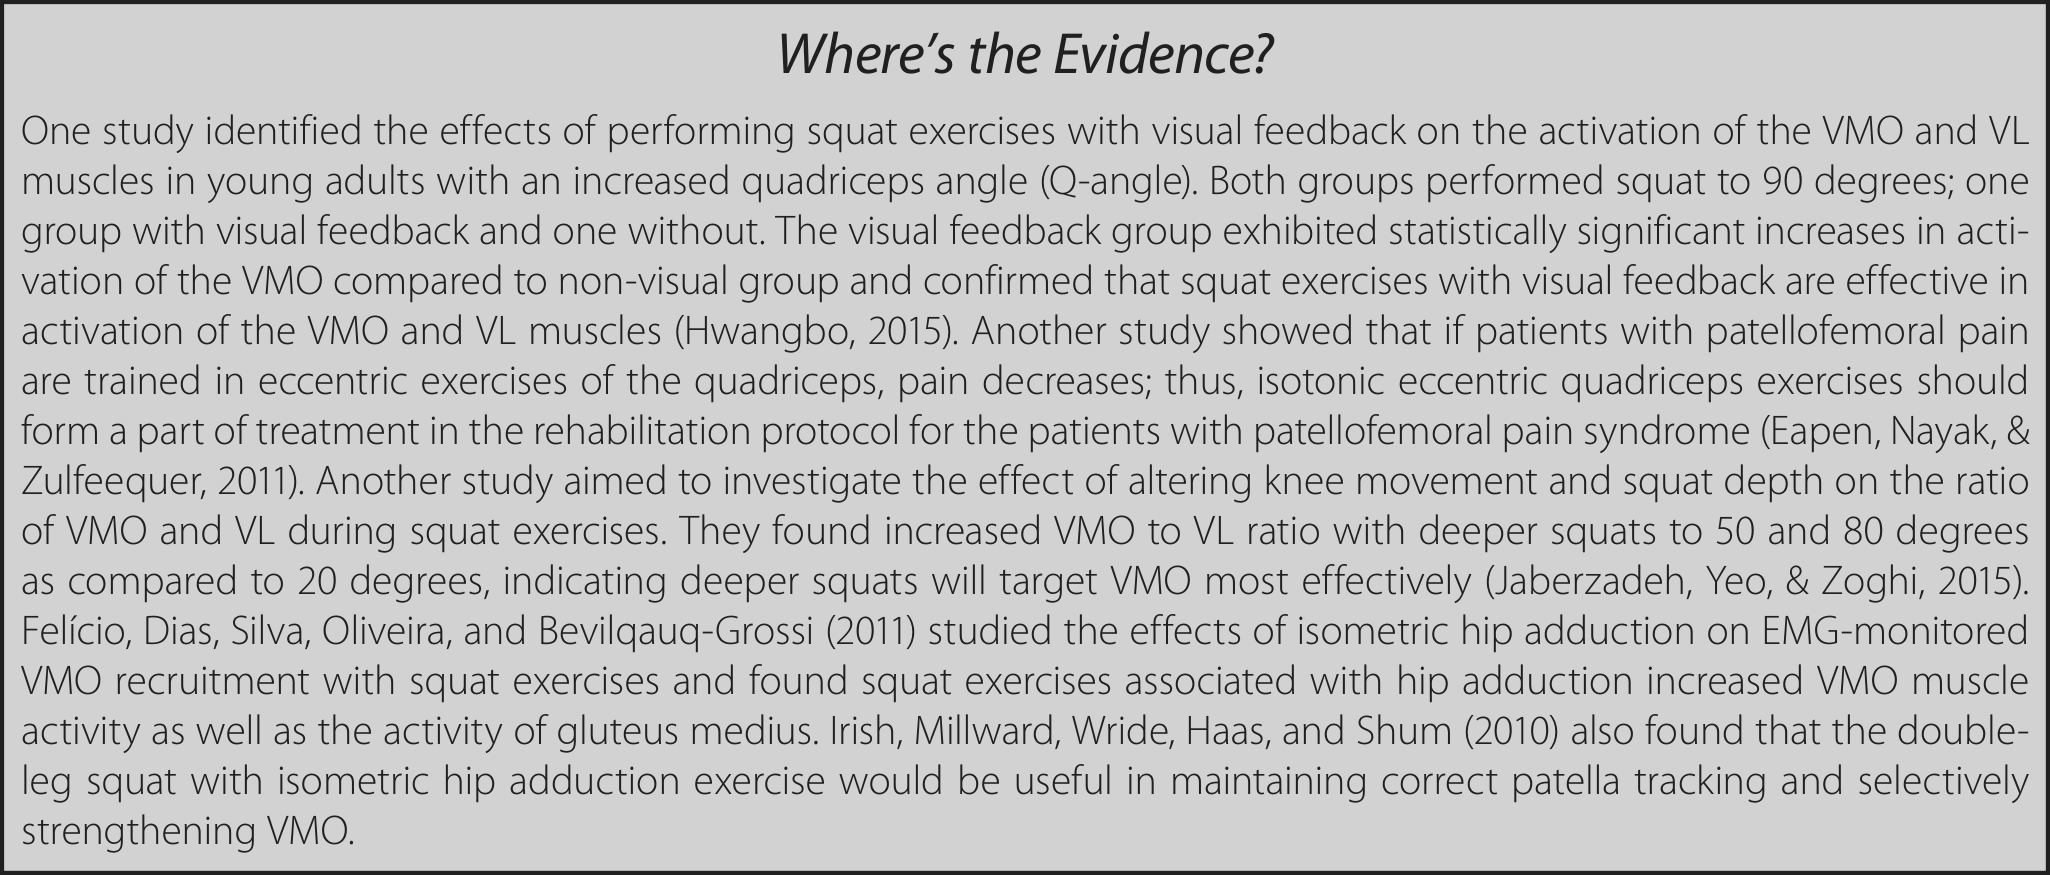 Where’s the Evidence?
One study identified the effects of performing squat exercises with visual feedback on the activation of the VMO and VL
muscles in young adults with an increased quadriceps angle (Q-angle). Both groups performed squat to 90 degrees; one
group with visual feedback and one without. The visual feedback group exhibited statistically significant increases in acti-
vation of the VMO compared to non-visual group and confirmed that squat exercises with visual feedback are effective in
activation of the VMO and VL muscles (Hwangbo, 2015). Another study showed that if patients with patellofemoral pain
are trained in eccentric exercises of the quadriceps, pain decreases; thus, isotonic eccentric quadriceps exercises should
form a part of treatment in the rehabilitation protocol for the patients with patellofemoral pain syndrome (Eapen, Nayak, &
Zulfeequer, 2011). Another study aimed to investigate the effect of altering knee movement and squat depth on the ratio
of VMO and VL during squat exercises. They found increased VMO to VL ratio with deeper squats to 50 and 80 degrees
as compared to 20 degrees, indicating deeper squats will target VMO most effectively (Jaberzadeh, Yeo, & Zoghi, 2015).
Felício, Dias, Silva, Oliveira, and Bevilqauq-Grossi (2011) studied the effects of isometric hip adduction on EMG-monitored
VMO recruitment with squat exercises and found squat exercises associated with hip adduction increased VMO muscle
activity as well as the activity of gluteus medius. Irish, Millward, Wride, Haas, and Shum (2010) also found that the double-
leg squat with isometric hip adduction exercise would be useful in maintaining correct patella tracking and selectively
strengthening VMO.